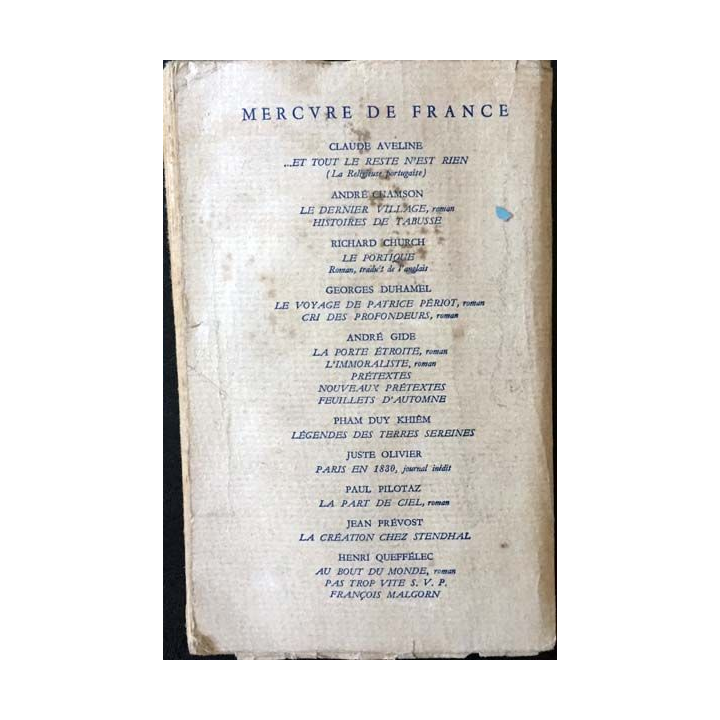 MERCVRE DE FRANCE
CLAUDE AVELINE
...ET TOUT LE RESTE N'EST RIEN
(La Religieuse portugaise)
ANDRÉ CHAMSON
LE DERNIER VILLAGE, roman
HISTOIRES DE TABUSSE
RICHARD CHURCH
LE PORTIQUE
Roman, traduit de l'anglais
GEORGES DUHAMEL
LE VOYAGE DE PATRICE PÉRIOT, roman
CRI DES PROFONDEURS, roman
ANDRÉ GIDE
LA PORTE ÉTROITE, roman
L'IMMORALISTE, roman
PRÉTEXTES
NOUVEAUX PRÉTEXTES
FEUILLETS D'AUTOMNE
PHAM DUY KHIÊM
LÉGENDES DES TERRES SEREINES
JUSTE OLIVIER
PARIS EN 1830, journal inédit
PAUL PILOTAZ
LA PART DE CIEL, roman
JEAN PRÉVOST
LA CRÉATION CHEZ STENDHAL
HENRI QUEFFÉLEC
AU BOUT DU MONDE, roman
PAS TROP VITE S. V. P.
FRANÇOIS MALGORN